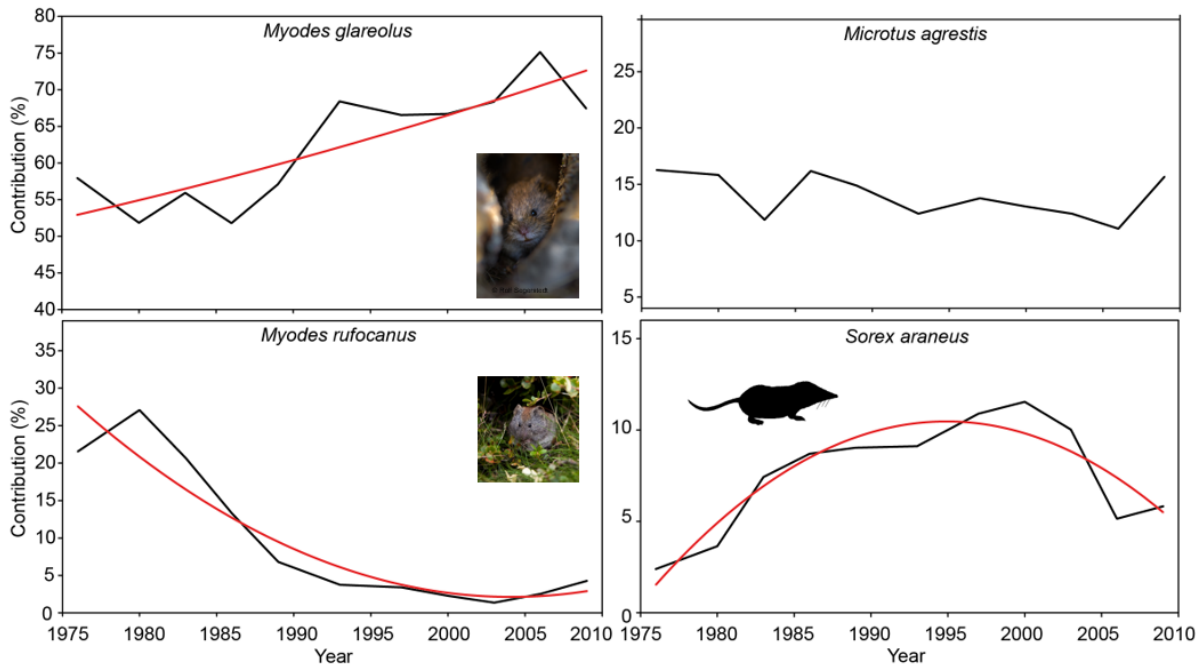 Myodes glareolus
Contribution (%)
80
75
70
65
60
55
50
45
40
Microtus agrestis
25
20
15
10
5
Myodes rufocanus
Contribution (%)
35
30
25
20
15
10
5
0
1975 1980 1985 1990 1995 2000 2005 2010
Year
Sorex araneus
15
10
5
0
1975 1980 1985 1990 1995 2000 2005 2010
Year